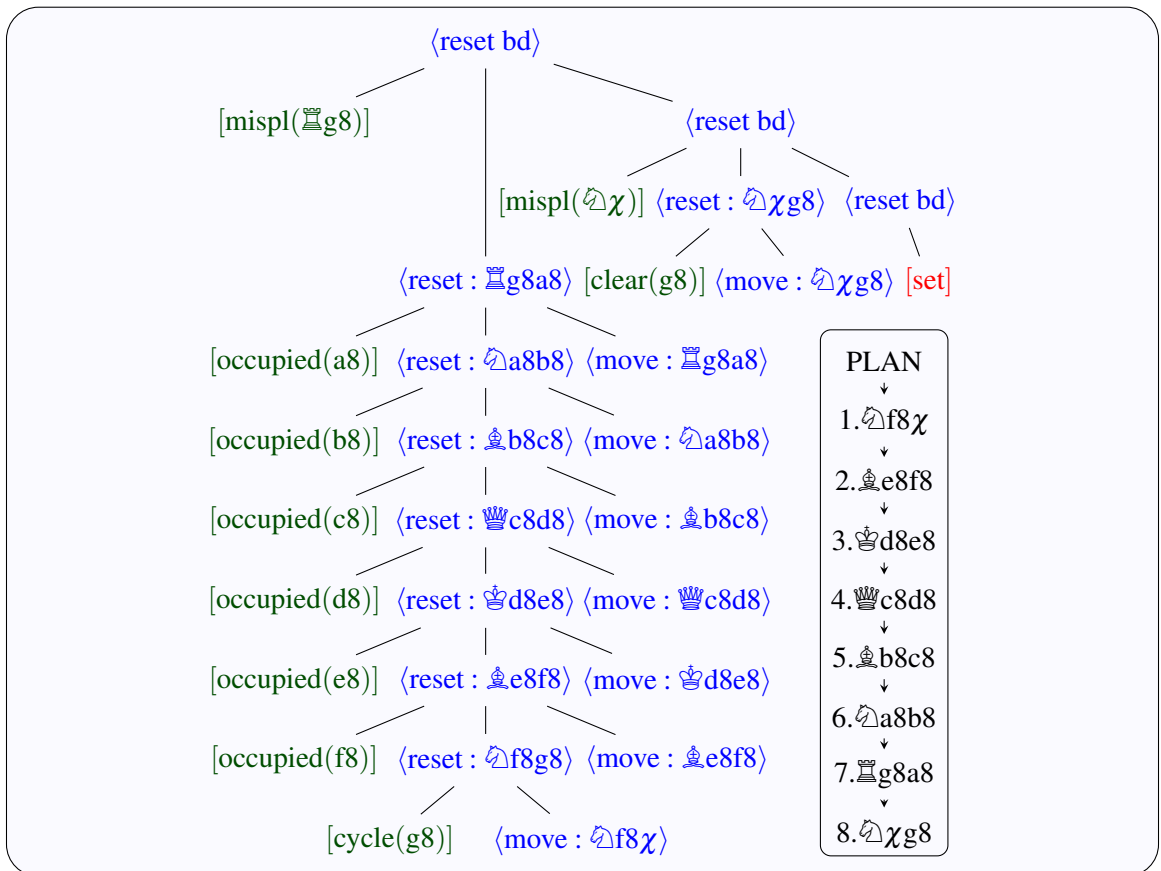 ⟨reset bd⟩
[mispl(♖g8)] ⟨reset bd⟩
[mispl(♘χ)] ⟨reset : ♘χg8⟩ ⟨reset bd⟩
⟨reset : ♖g8a8⟩ [clear(g8)] ⟨move : ♘χg8⟩ [set]
[occupied(a8)] ⟨reset : ♘a8b8⟩ ⟨move : ♖g8a8⟩
[occupied(b8)] ⟨reset : ♗b8c8⟩ ⟨move : ♘a8b8⟩
[occupied(c8)] ⟨reset : ♕c8d8⟩ ⟨move : ♗b8c8⟩
[occupied(d8)] ⟨reset : ♔d8e8⟩ ⟨move : ♕c8d8⟩
[occupied(e8)] ⟨reset : ♗e8f8⟩ ⟨move : ♔d8e8⟩
[occupied(f8)] ⟨reset : ♘f8g8⟩ ⟨move : ♗e8f8⟩
[cycle(g8)] ⟨move : ♘f8χ⟩
PLAN
1.♘f8χ
2.♗e8f8
3.♔d8e8
4.♕c8d8
5.♗b8c8
6.♘a8b8
7.♖g8a8
8.♘χg8